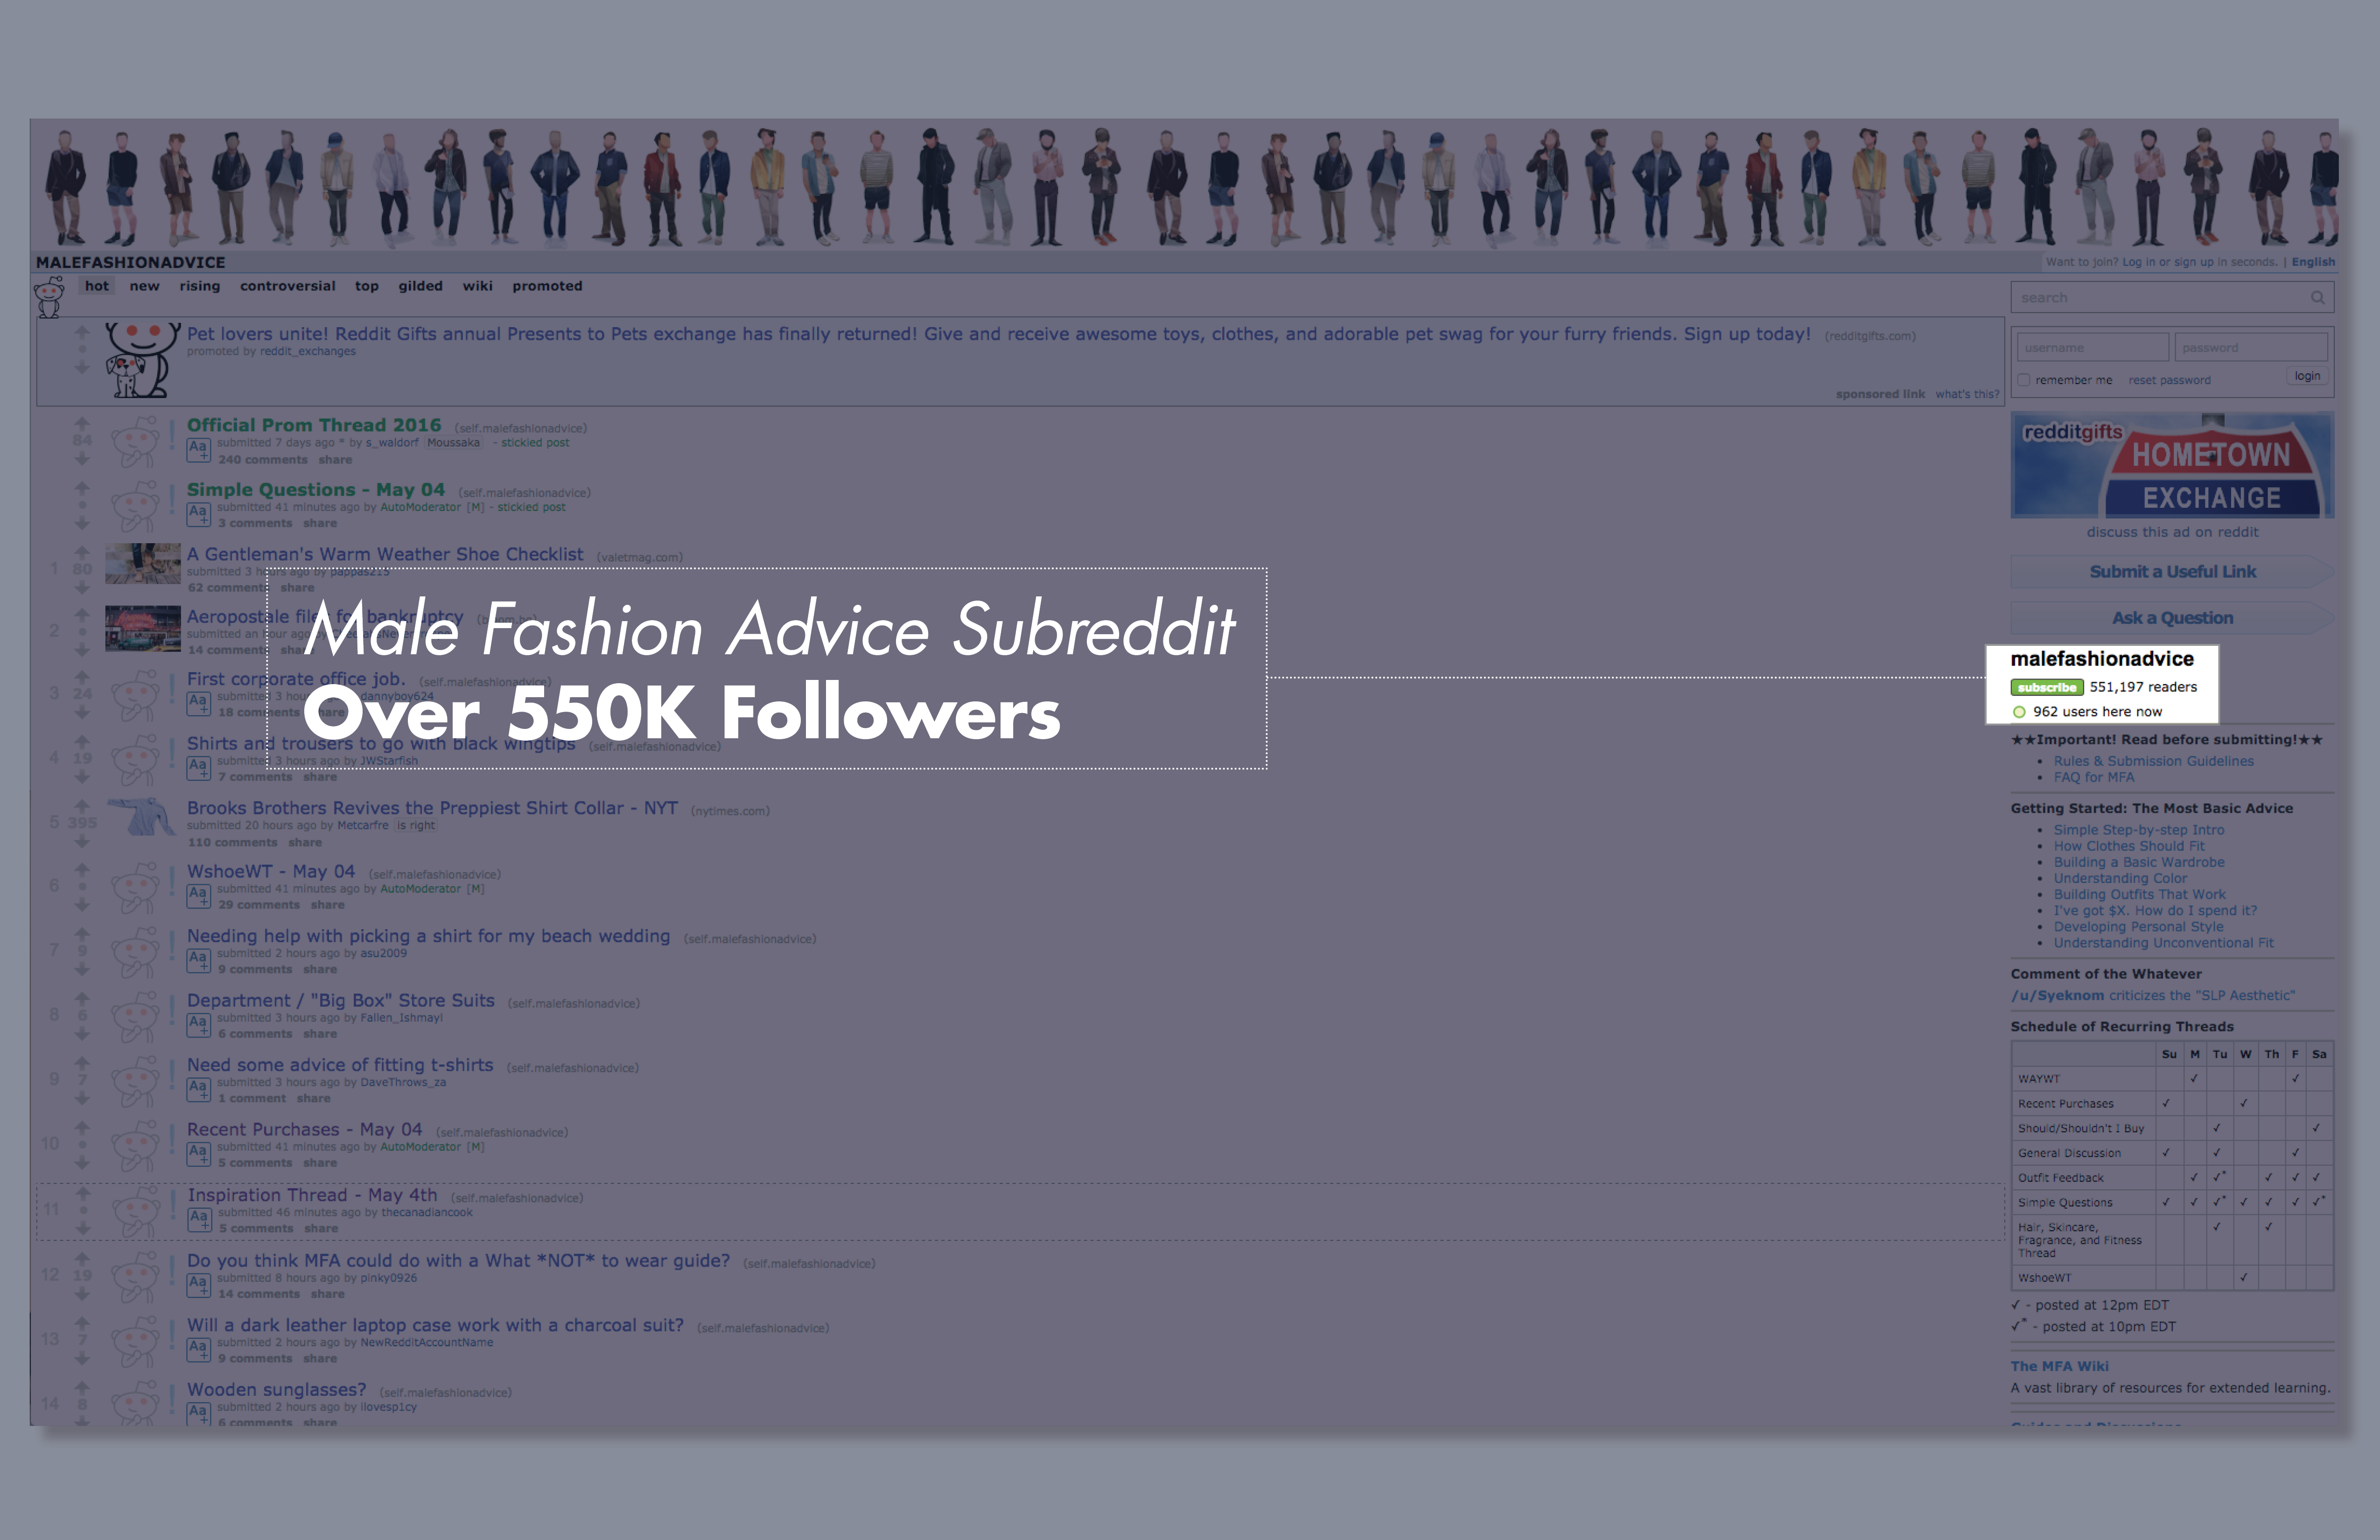 MALEFASHIONADVICE
Want to join? Log in or sign up in seconds. | English
hot new rising controversial top gilded wiki promoted
Pet lovers unite! Reddit Gifts annual Presents to Pets exchange has finally returned! Give and receive awesome toys, clothes, and adorable pet swag for your furry friends. Sign up today! (redditgifts.com)
promoted by reddit_exchanges
sponsored link what's this?
84
Official Prom Thread 2016 (self.malefashionadvice)
submitted 7 days ago * by s_waldorf Moussaka - stickied post
240 comments share
Simple Questions - May 04 (self.malefashionadvice)
submitted 41 minutes ago by AutoModerator [M] - stickied post
3 comments share
1 80
A Gentleman's Warm Weather Shoe Checklist (valetmag.com)
submitted 3 hours ago by pappas215
62 comments share
2
Aeropostale files for bankruptcy
submitted an hour ago by
14 comments share
Male Fashion Advice Subreddit
Over 550K Followers
3 24
First corporate office job. (self.malefashionadvice)
submitted 3 hours ago by dannyboy624
18 comments share
4 19
Shirts and trousers to go with black wingtips (self.malefashionadvice)
submitted 3 hours ago by JWStarfish
7 comments share
5 395
Brooks Brothers Revives the Preppiest Shirt Collar - NYT (nytimes.com)
submitted 20 hours ago by Metcarfre is right
110 comments share
6
WshoeWT - May 04 (self.malefashionadvice)
submitted 41 minutes ago by AutoModerator [M]
29 comments share
7 9
Needing help with picking a shirt for my beach wedding (self.malefashionadvice)
submitted 2 hours ago by asu2009
9 comments share
8 6
Department / "Big Box" Store Suits (self.malefashionadvice)
submitted 3 hours ago by Fallen_Ishmayl
6 comments share
9 7
Need some advice of fitting t-shirts (self.malefashionadvice)
submitted 3 hours ago by DaveThrows_za
1 comment share
10
Recent Purchases - May 04 (self.malefashionadvice)
submitted 41 minutes ago by AutoModerator [M]
5 comments share
11
Inspiration Thread - May 4th (self.malefashionadvice)
submitted 46 minutes ago by thecanadiancook
5 comments share
12 19
Do you think MFA could do with a What *NOT* to wear guide? (self.malefashionadvice)
submitted 8 hours ago by pinky0926
14 comments share
13 7
Will a dark leather laptop case work with a charcoal suit? (self.malefashionadvice)
submitted 2 hours ago by NewRedditAccountName
9 comments share
14 8
Wooden sunglasses? (self.malefashionadvice)
submitted 2 hours ago by ilovesp1cy
6 comments share
search
username password
remember me reset password login
redditgifts
HOMETOWN
EXCHANGE
discuss this ad on reddit
Submit a Useful Link
Ask a Question
malefashionadvice
subscribe 551,197 readers
962 users here now
★★Important! Read before submitting!★★
• Rules & Submission Guidelines
• FAQ for MFA
Getting Started: The Most Basic Advice
• Simple Step-by-step Intro
• How Clothes Should Fit
• Building a Basic Wardrobe
• Understanding Color
• Building Outfits That Work
• I've got $X. How do I spend it?
• Developing Personal Style
• Understanding Unconventional Fit
Comment of the Whatever
/u/Syeknom criticizes the "SLP Aesthetic"
Schedule of Recurring Threads
Su M Tu W Th F Sa
WAYWT ✓ ✓
Recent Purchases ✓ ✓
Should/Shouldn't I Buy ✓ ✓
General Discussion ✓ ✓ ✓
Outfit Feedback ✓ ✓* ✓ ✓ ✓
Simple Questions ✓ ✓ ✓* ✓ ✓ ✓ ✓*
Hair, Skincare, ✓ ✓
Fragrance, and Fitness
Thread
WshoeWT ✓
✓ - posted at 12pm EDT
✓* - posted at 10pm EDT
The MFA Wiki
A vast library of resources for extended learning.